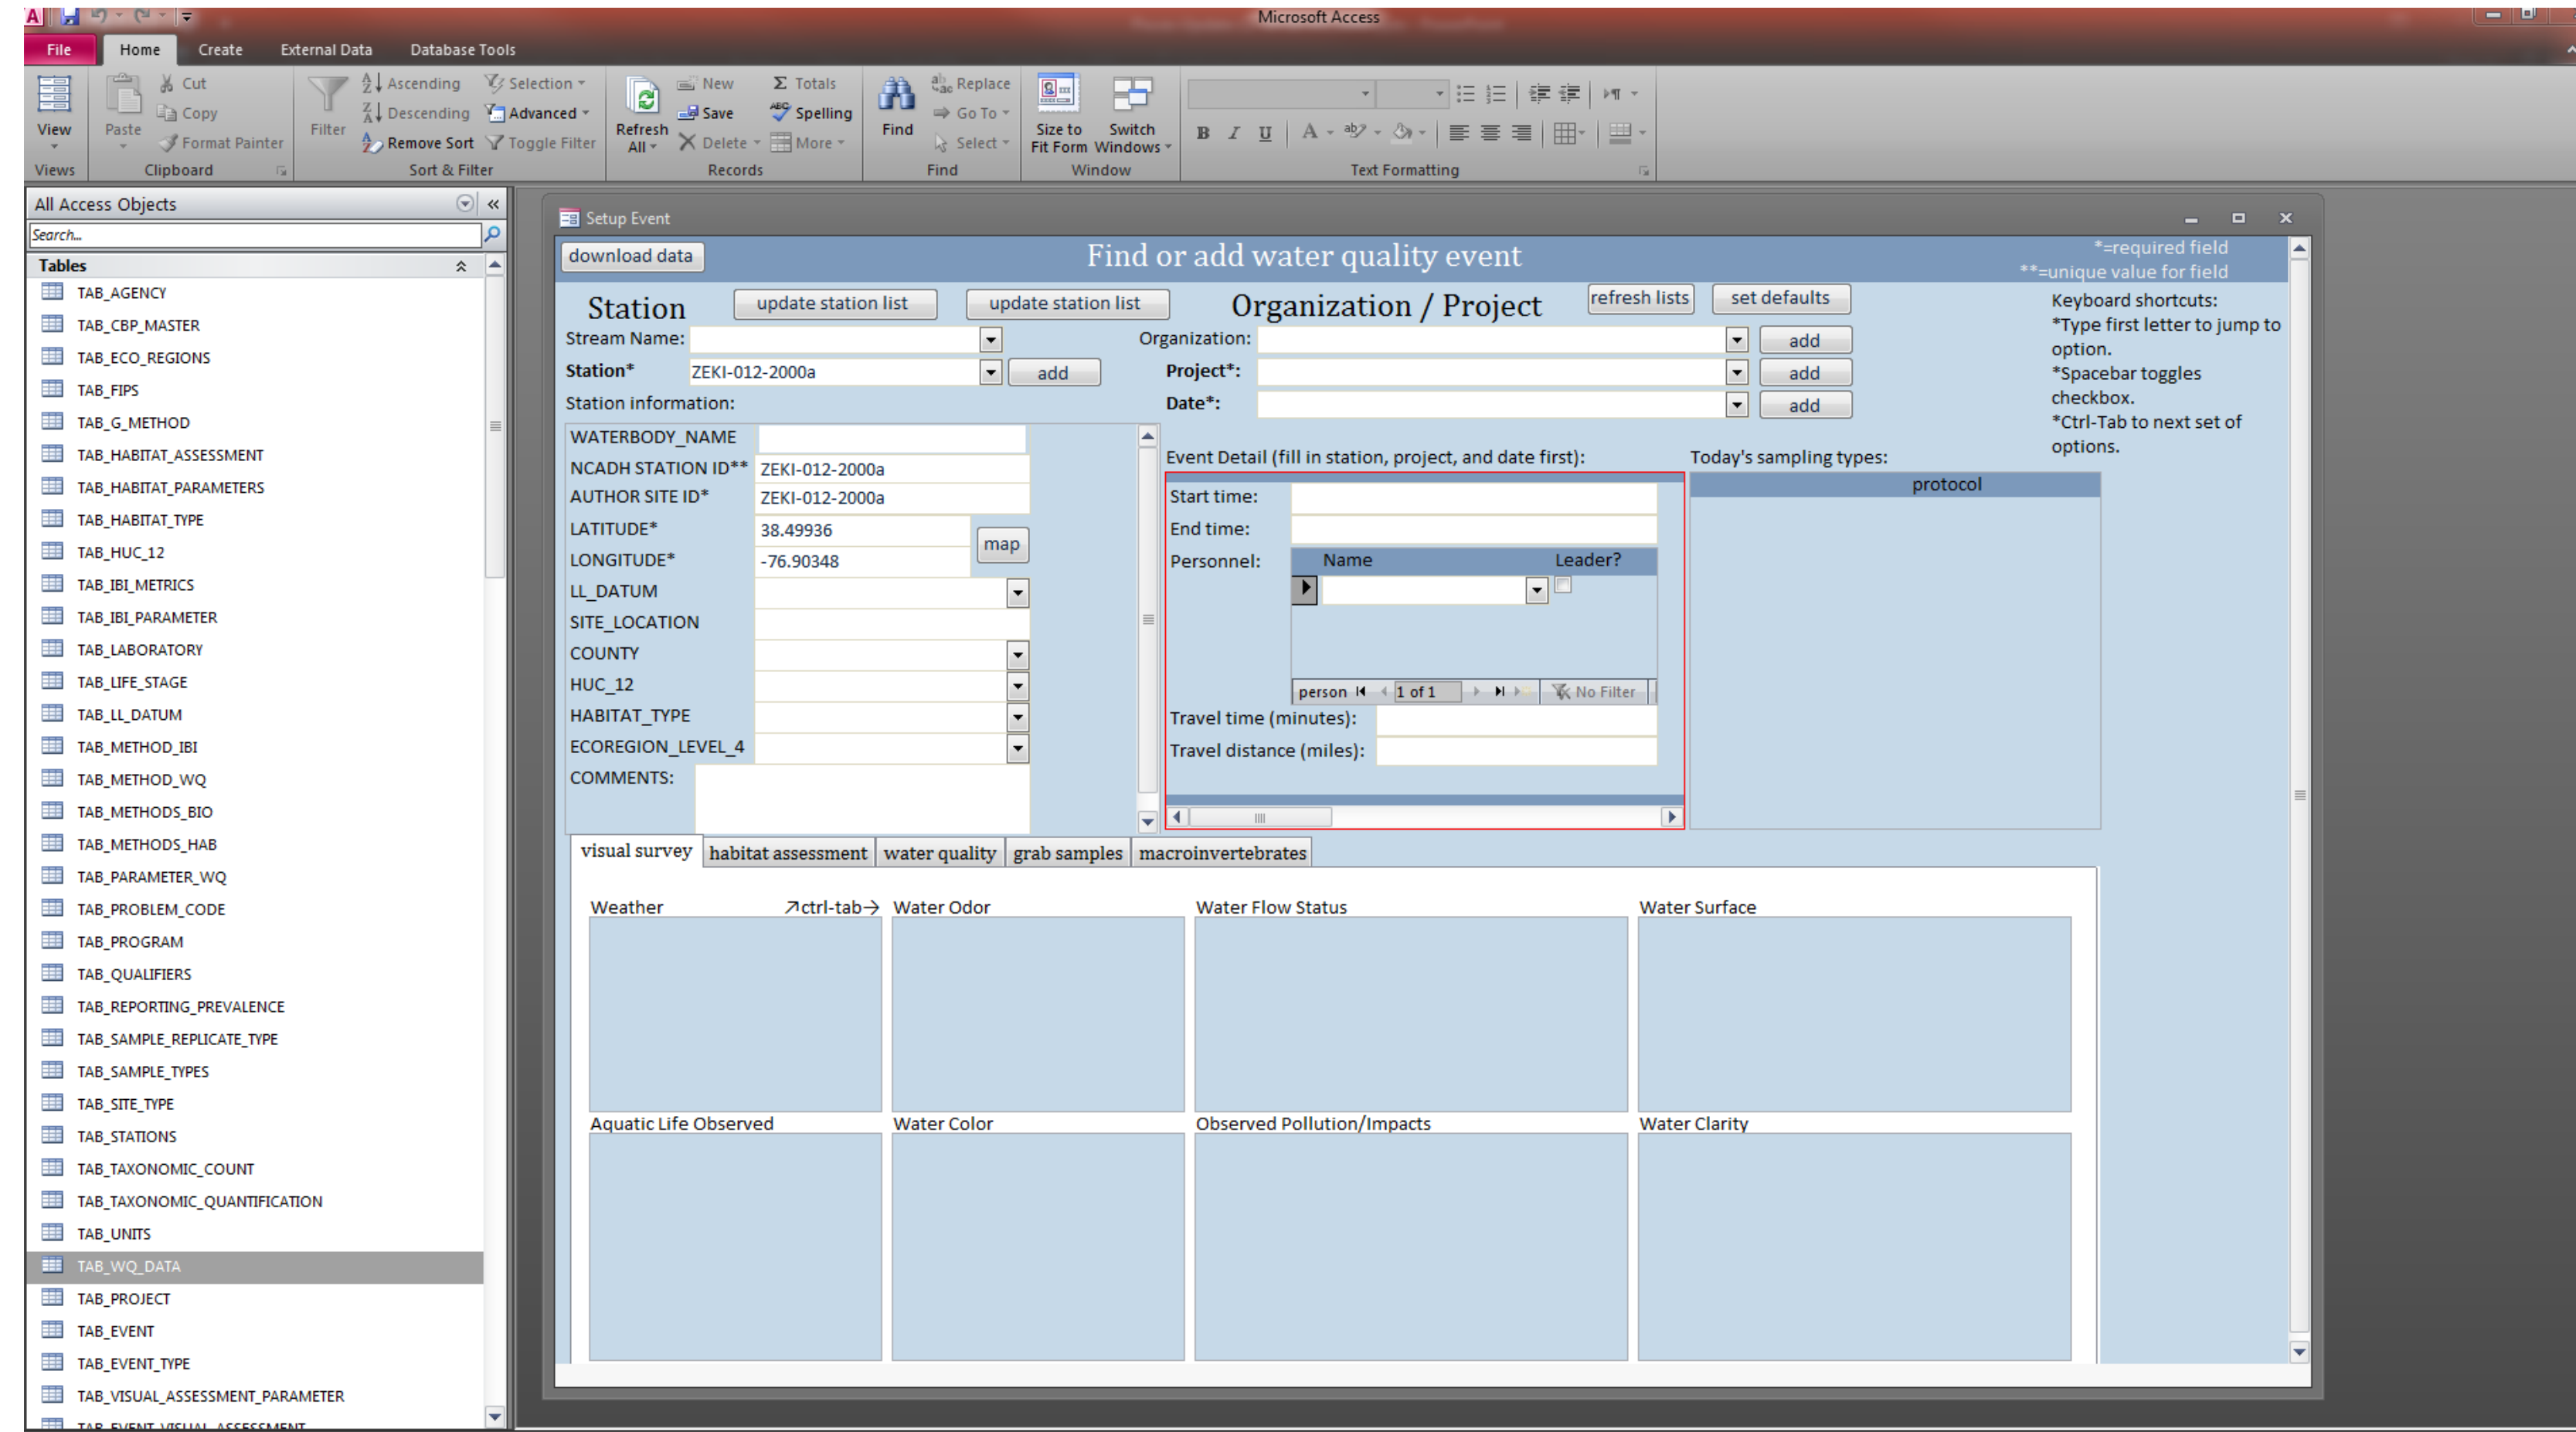 Microsoft Access
File Home Create External Data Database Tools
View Paste Cut Copy Format Painter Filter Ascending Descending Remove Sort Selection Advanced Toggle Filter Refresh All New Save Delete Totals Spelling More Find Replace Go To Select Size to Fit Form Switch Windows B I U A
Views Clipboard Sort & Filter Records Find Window Text Formatting
All Access Objects
Search...
Tables
TAB_AGENCY
TAB_CBP_MASTER
TAB_ECO_REGIONS
TAB_FIPS
TAB_G_METHOD
TAB_HABITAT_ASSESSMENT
TAB_HABITAT_PARAMETERS
TAB_HABITAT_TYPE
TAB_HUC_12
TAB_IBI_METRICS
TAB_IBI_PARAMETER
TAB_LABORATORY
TAB_LIFE_STAGE
TAB_LL_DATUM
TAB_METHOD_IBI
TAB_METHOD_WQ
TAB_METHODS_BIO
TAB_METHODS_HAB
TAB_PARAMETER_WQ
TAB_PROBLEM_CODE
TAB_PROGRAM
TAB_QUALIFIERS
TAB_REPORTING_PREVALENCE
TAB_SAMPLE_REPLICATE_TYPE
TAB_SAMPLE_TYPES
TAB_SITE_TYPE
TAB_STATIONS
TAB_TAXONOMIC_COUNT
TAB_TAXONOMIC_QUANTIFICATION
TAB_UNITS
TAB_WQ_DATA
TAB_PROJECT
TAB_EVENT
TAB_EVENT_TYPE
TAB_VISUAL_ASSESSMENT_PARAMETER
TAB_EVENT_VISUAL_ASSESSMENT
Setup Event
download data Find or add water quality event
*=required field
**=unique value for field
Station update station list update station list Organization / Project refresh lists set defaults
Stream Name: Organization: add
Station* ZEKI-012-2000a add Project*: add
Station information: Date*: add
Keyboard shortcuts:
*Type first letter to jump to
option.
*Spacebar toggles
checkbox.
*Ctrl-Tab to next set of
options.
WATERBODY_NAME
NCADH STATION ID** ZEKI-012-2000a
AUTHOR SITE ID* ZEKI-012-2000a
LATITUDE* 38.49936
map
LONGITUDE* -76.90348
LL_DATUM
SITE_LOCATION
COUNTY
HUC_12
HABITAT_TYPE
ECOREGION_LEVEL_4
COMMENTS:
Event Detail (fill in station, project, and date first):
Start time:
End time:
Personnel: Name Leader?
person 1 of 1 No Filter
Travel time (minutes):
Travel distance (miles):
Today's sampling types:
protocol
visual survey habitat assessment water quality grab samples macroinvertebrates
Weather ↗ctrl-tab→ Water Odor Water Flow Status Water Surface
Aquatic Life Observed Water Color Observed Pollution/Impacts Water Clarity